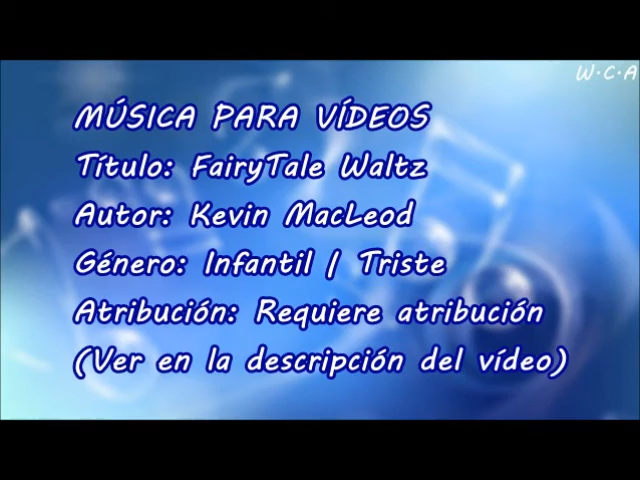 W.C.A
MÚSICA PARA VÍDEOS
Título: FairyTale Waltz
Autor: Kevin MacLeod
Género: Infantil / Triste
Atribución: Requiere atribución
(Ver en la descripción del vídeo)